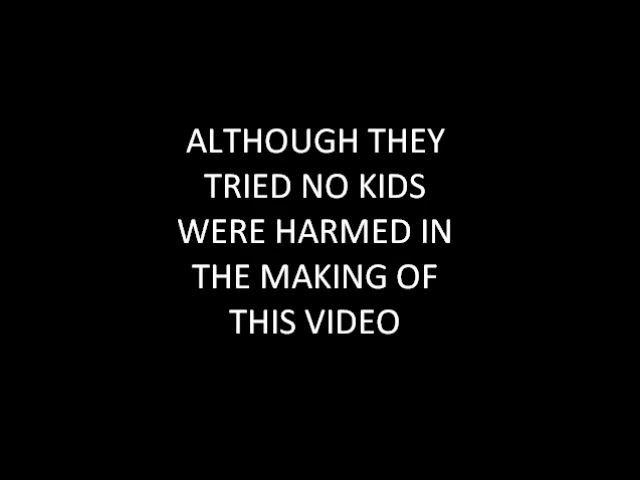 ALTHOUGH THEY
TRIED NO KIDS
WERE HARMED IN
THE MAKING OF
THIS VIDEO